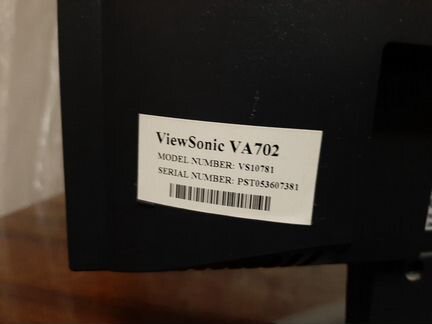 ViewSonic VA702
MODEL NUMBER: VS10781
SERIAL NUMBER: PST053607381